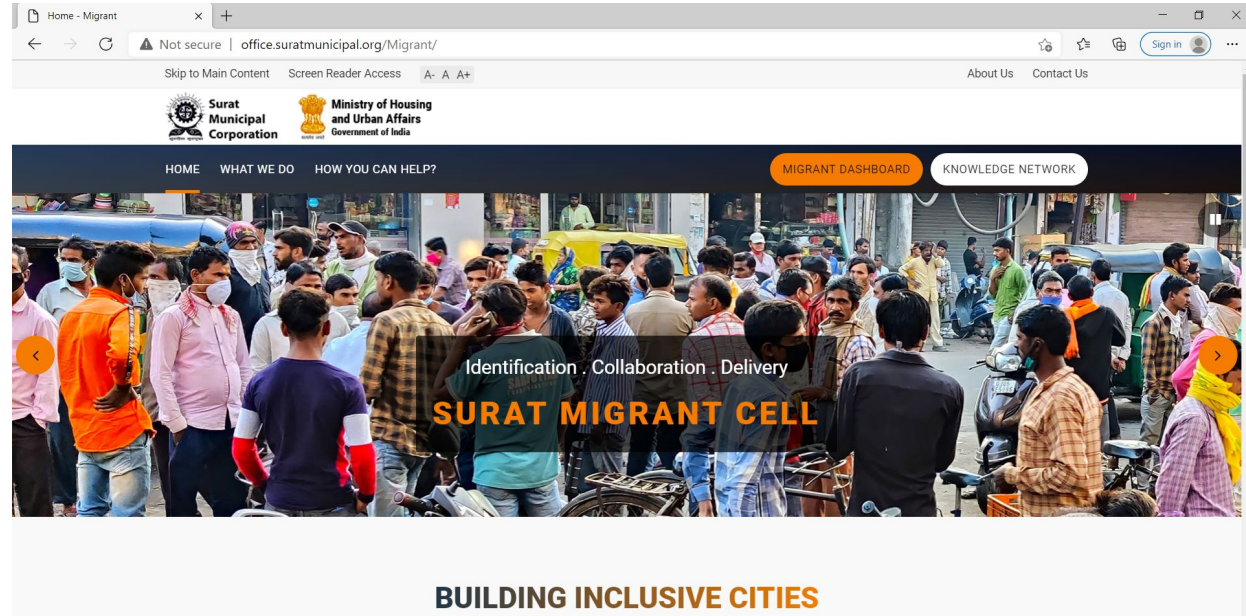 Home - Migrant
Not secure | office.suratmunicipal.org/Migrant/
Sign in
Skip to Main Content Screen Reader Access A- A A+
About Us Contact Us
Surat
Municipal
Corporation
Ministry of Housing
and Urban Affairs
Government of India
HOME WHAT WE DO HOW YOU CAN HELP?
MIGRANT DASHBOARD KNOWLEDGE NETWORK
Identification . Collaboration . Delivery
SURAT MIGRANT CELL
BUILDING INCLUSIVE CITIES